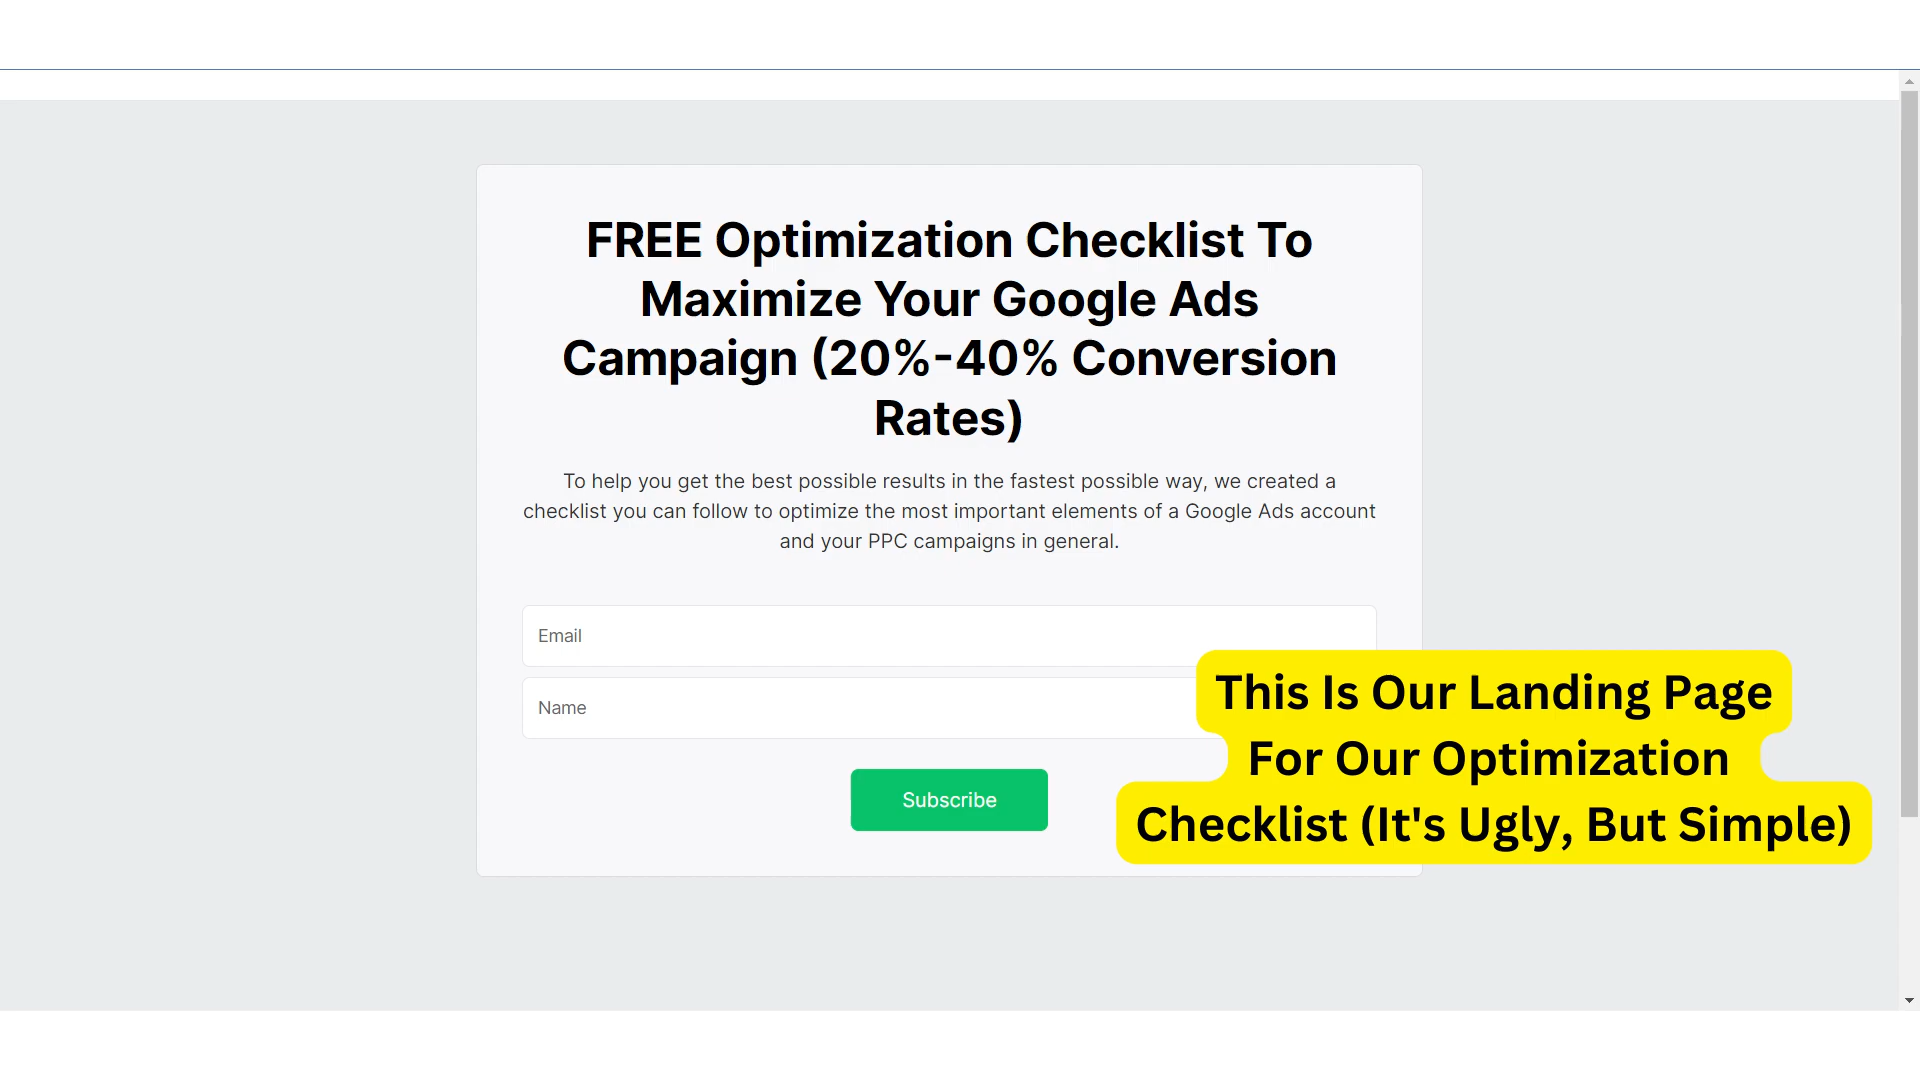 FREE Optimization Checklist To
Maximize Your Google Ads
Campaign (20%-40% Conversion
Rates)
To help you get the best possible results in the fastest possible way, we created a
checklist you can follow to optimize the most important elements of a Google Ads account
and your PPC campaigns in general.
Email
Name
Subscribe
This Is Our Landing Page
For Our Optimization
Checklist (It's Ugly, But Simple)